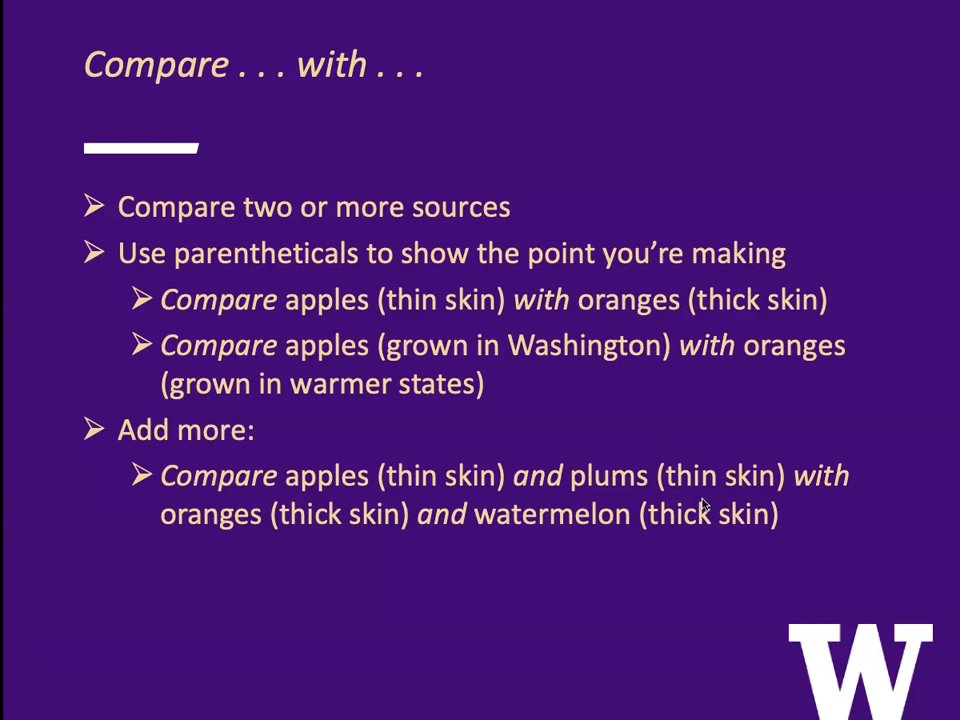 Compare . . . with . . .
Compare two or more sources
Use parentheticals to show the point you’re making
Compare apples (thin skin) with oranges (thick skin)
Compare apples (grown in Washington) with oranges
(grown in warmer states)
Add more:
Compare apples (thin skin) and plums (thin skin) with
oranges (thick skin) and watermelon (thick skin)
W